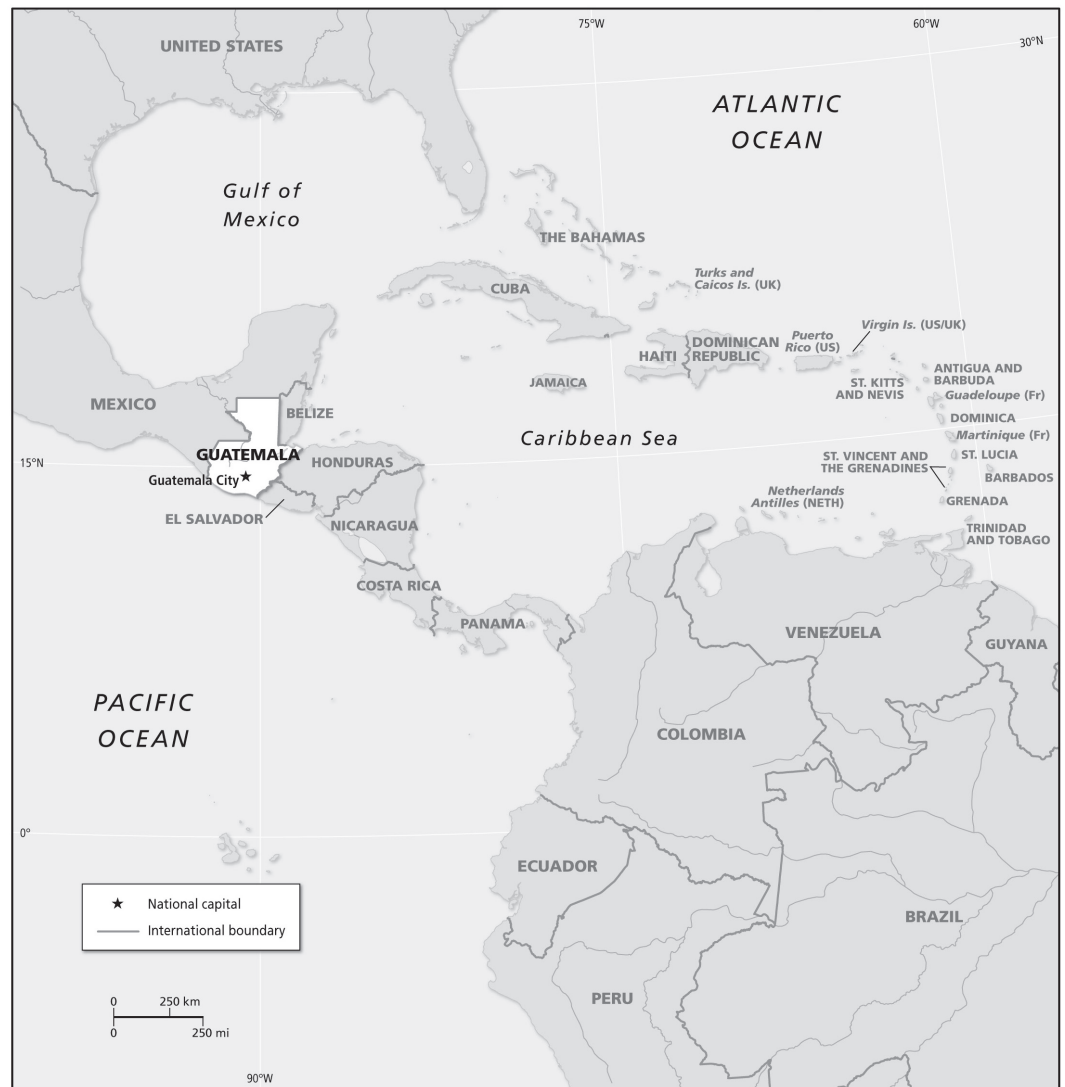 75°W
60°W
30°N
UNITED STATES
ATLANTIC
OCEAN
Gulf of
Mexico
THE BAHAMAS
Turks and
Caicos Is. (UK)
CUBA
Virgin Is. (US/UK)
Puerto
Rico (US)
HAITI
DOMINICAN
REPUBLIC
JAMAICA
ST. KITTS
AND NEVIS
ANTIGUA AND
BARBUDA
Guadeloupe (Fr)
DOMINICA
Martinique (Fr)
MEXICO
BELIZE
Caribbean Sea
GUATEMALA
15°N
HONDURAS
Guatemala City
ST. VINCENT AND
THE GRENADINES
ST. LUCIA
BARBADOS
Netherlands
Antilles (NETH)
GRENADA
EL SALVADOR
NICARAGUA
TRINIDAD
AND TOBAGO
COSTA RICA
PANAMA
VENEZUELA
GUYANA
PACIFIC
OCEAN
COLOMBIA
0°
ECUADOR
National capital
International boundary
BRAZIL
PERU
0 250 km
0 250 mi
90°W